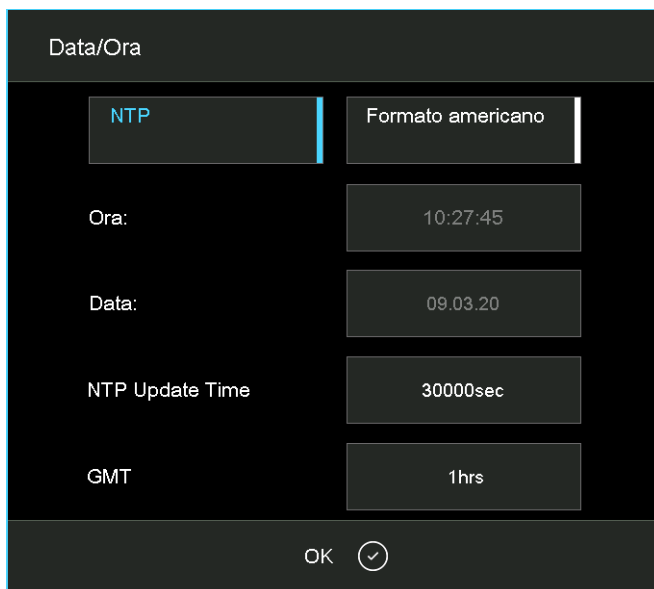 Data/Ora
NTP
Formato americano
Ora:
10:27:45
Data:
09.03.20
NTP Update Time
30000sec
GMT
1hrs
OK